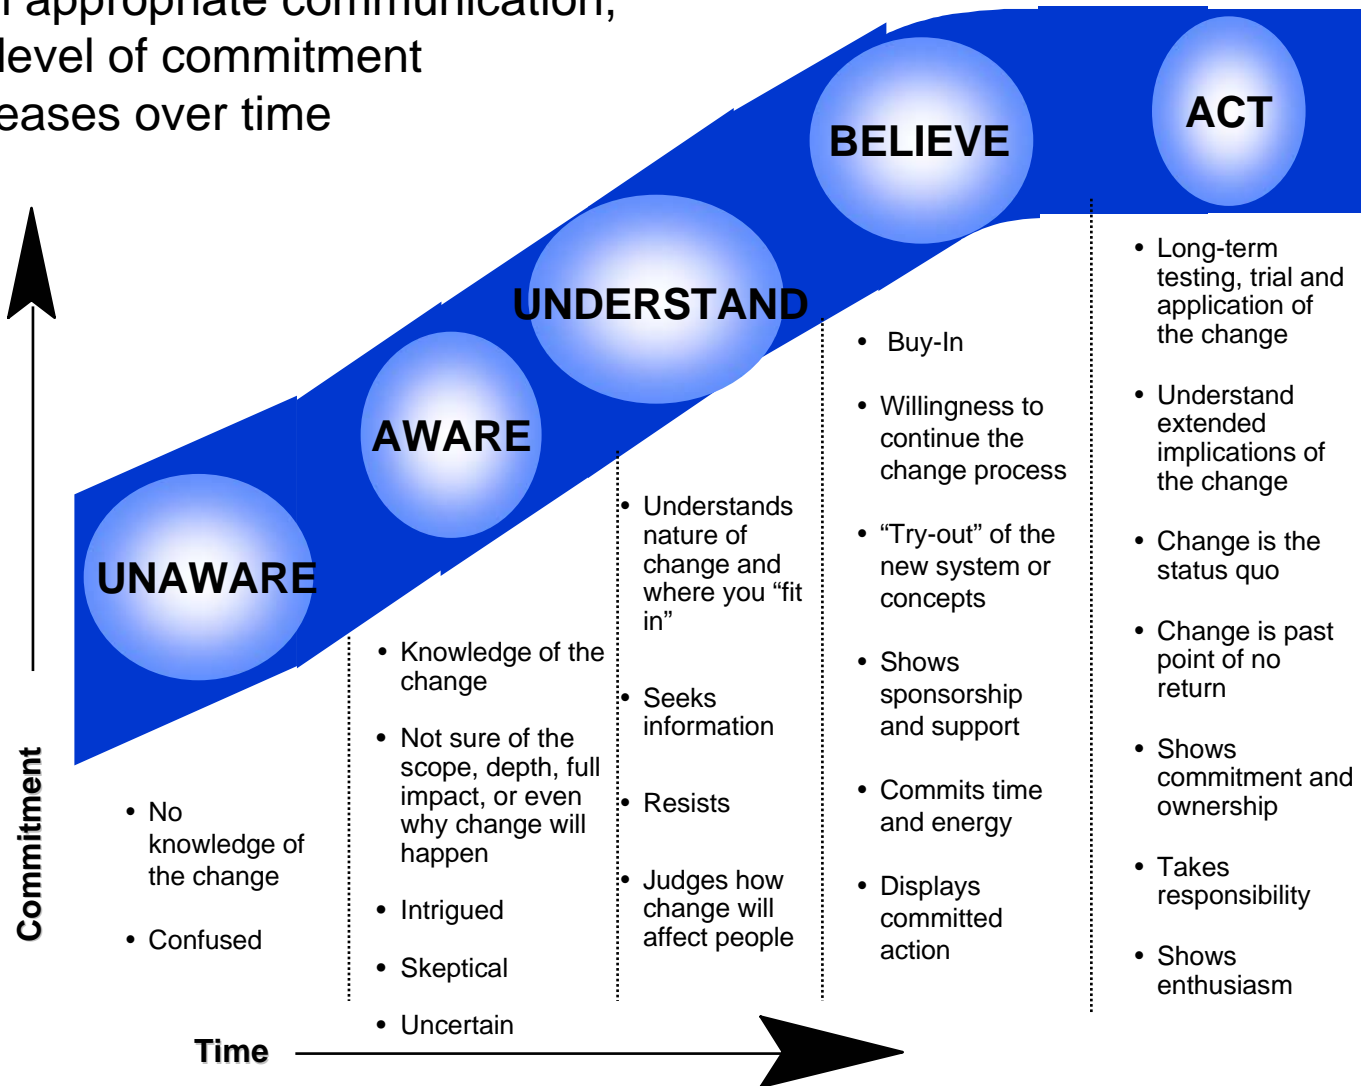 appropriate communication,
level of commitment
eases over time
ACT
BELIEVE
UNDERSTAND
AWARE
UNAWARE
Commitment
• No
knowledge of
the change
• Confused
• Knowledge of the
change
• Not sure of the
scope, depth, full
impact, or even
why change will
happen
• Intrigued
• Skeptical
• Uncertain
• Understands
nature of
change and
where you “fit
in”
• Seeks
information
• Resists
• Judges how
change will
affect people
• Buy-In
• Willingness to
continue the
change process
• “Try-out” of the
new system or
concepts
• Shows
sponsorship
and support
• Commits time
and energy
• Displays
committed
action
• Long-term
testing, trial and
application of
the change
• Understand
extended
implications of
the change
• Change is the
status quo
• Change is past
point of no
return
• Shows
commitment and
ownership
• Takes
responsibility
• Shows
enthusiasm
Time